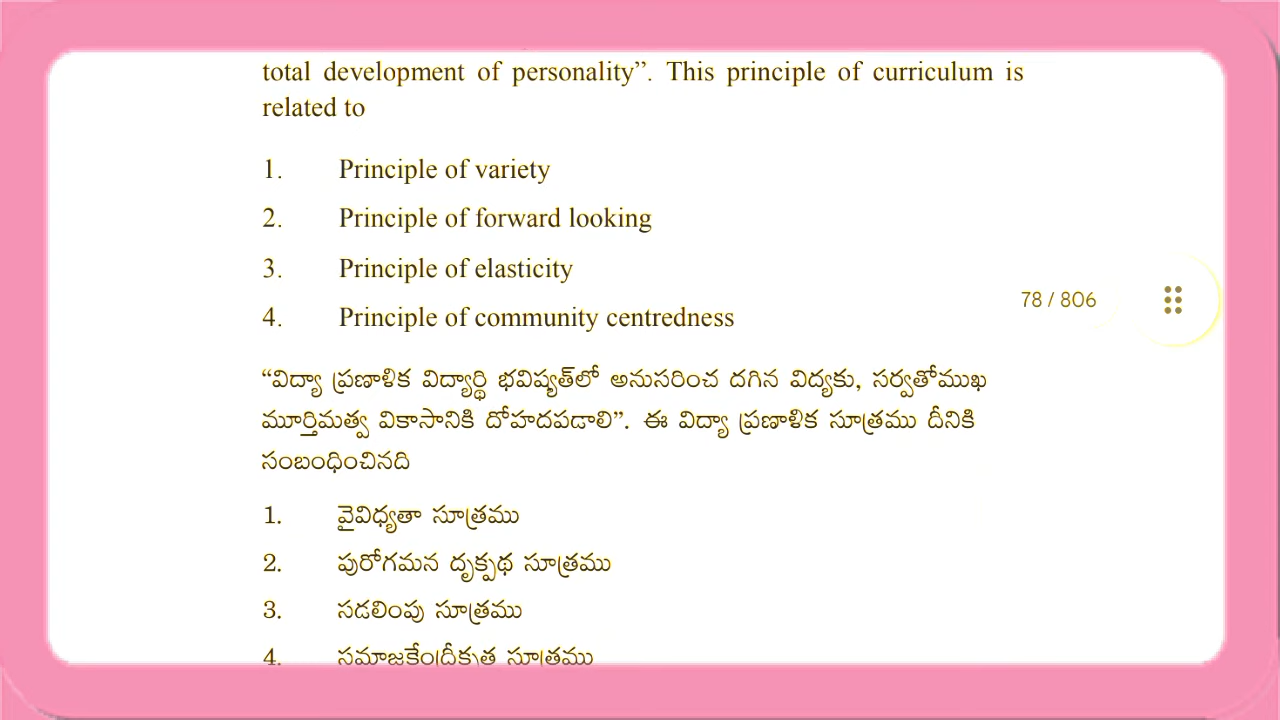 total development of personality”. This principle of curriculum is
related to
1. Principle of variety
2. Principle of forward looking
3. Principle of elasticity
4. Principle of community centredness
78 / 806
“విద్యా ప్రణాళిక విద్యార్థి భవిష్యత్‌లో అనుసరించ దగిన విద్యకు, సర్వతోముఖ
మూర్తిమత్వ వికాసానికి దోహదపడాలి”. ఈ విద్యా ప్రణాళిక సూత్రము దీనికి
సంబంధించినది
1. వైవిధ్యతా సూత్రము
2. పురోగమన దృక్పథ సూత్రము
3. సడలింపు సూత్రము
4. సమాజకేంద్రీకృత సూత్రము